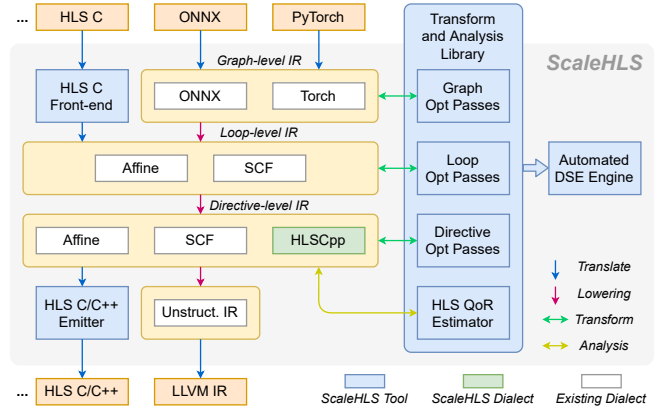 ... HLS C ONNX PyTorch
Transform
and Analysis
Library
ScaleHLS
Graph-level IR
HLS C
Front-end
ONNX Torch
Graph
Opt Passes
Loop-level IR
Affine SCF
Loop
Opt Passes
Automated
DSE Engine
Directive-level IR
Affine SCF HLSCpp
Directive
Opt Passes
Translate
Lowering
Transform
Analysis
HLS C/C++
Emitter
Unstruct. IR
HLS QoR
Estimator
... HLS C/C++ LLVM IR
ScaleHLS Tool ScaleHLS Dialect Existing Dialect